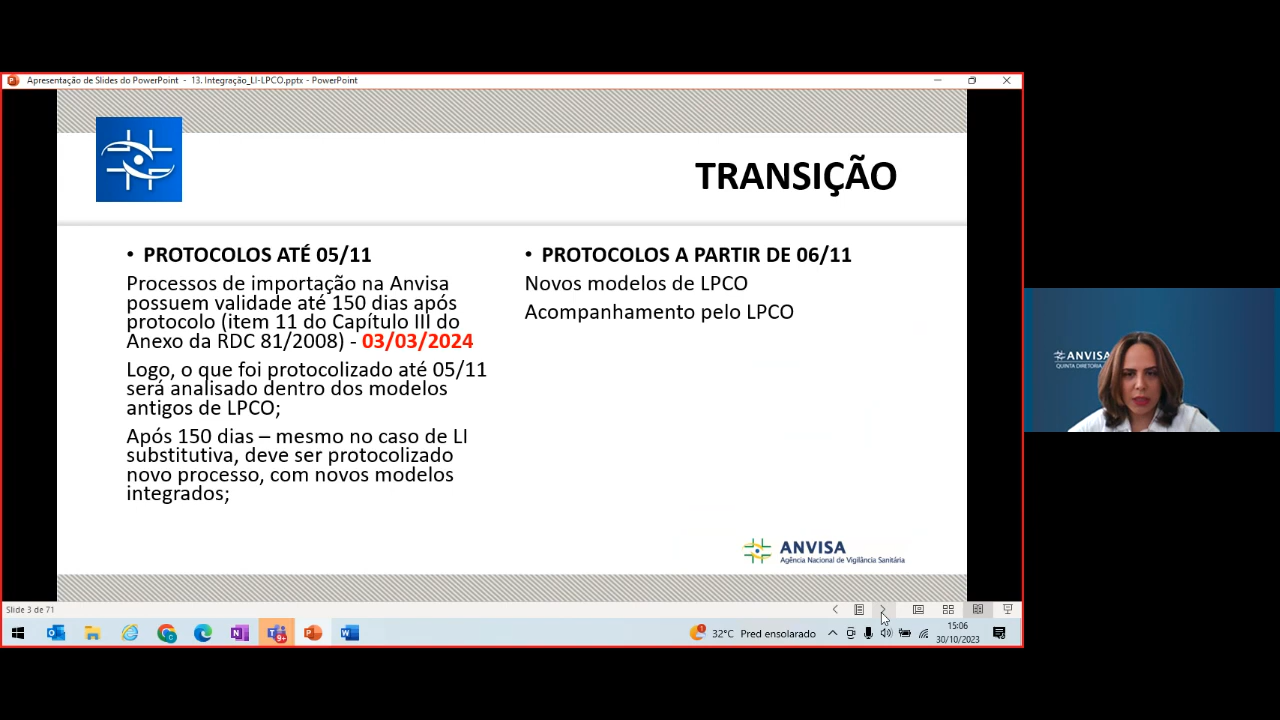 Apresentação de Slides do PowerPoint - 13. Integração_LI-LPCO.pptx - PowerPoint
TRANSIÇÃO
• PROTOCOLOS ATÉ 05/11
Processos de importação na Anvisa
possuem validade até 150 dias após
protocolo (item 11 do Capítulo III do
Anexo da RDC 81/2008) - 03/03/2024
Logo, o que foi protocolizado até 05/11
será analisado dentro dos modelos
antigos de LPCO;
Após 150 dias – mesmo no caso de LI
substitutiva, deve ser protocolizado
novo processo, com novos modelos
integrados;
• PROTOCOLOS A PARTIR DE 06/11
Novos modelos de LPCO
Acompanhamento pelo LPCO
ANVISA
Agência Nacional de Vigilância Sanitária
ANVISA
QUINTA DIRETORIA
Slide 3 de 71
9+
1
32°C Pred ensolarado
15:06
30/10/2023